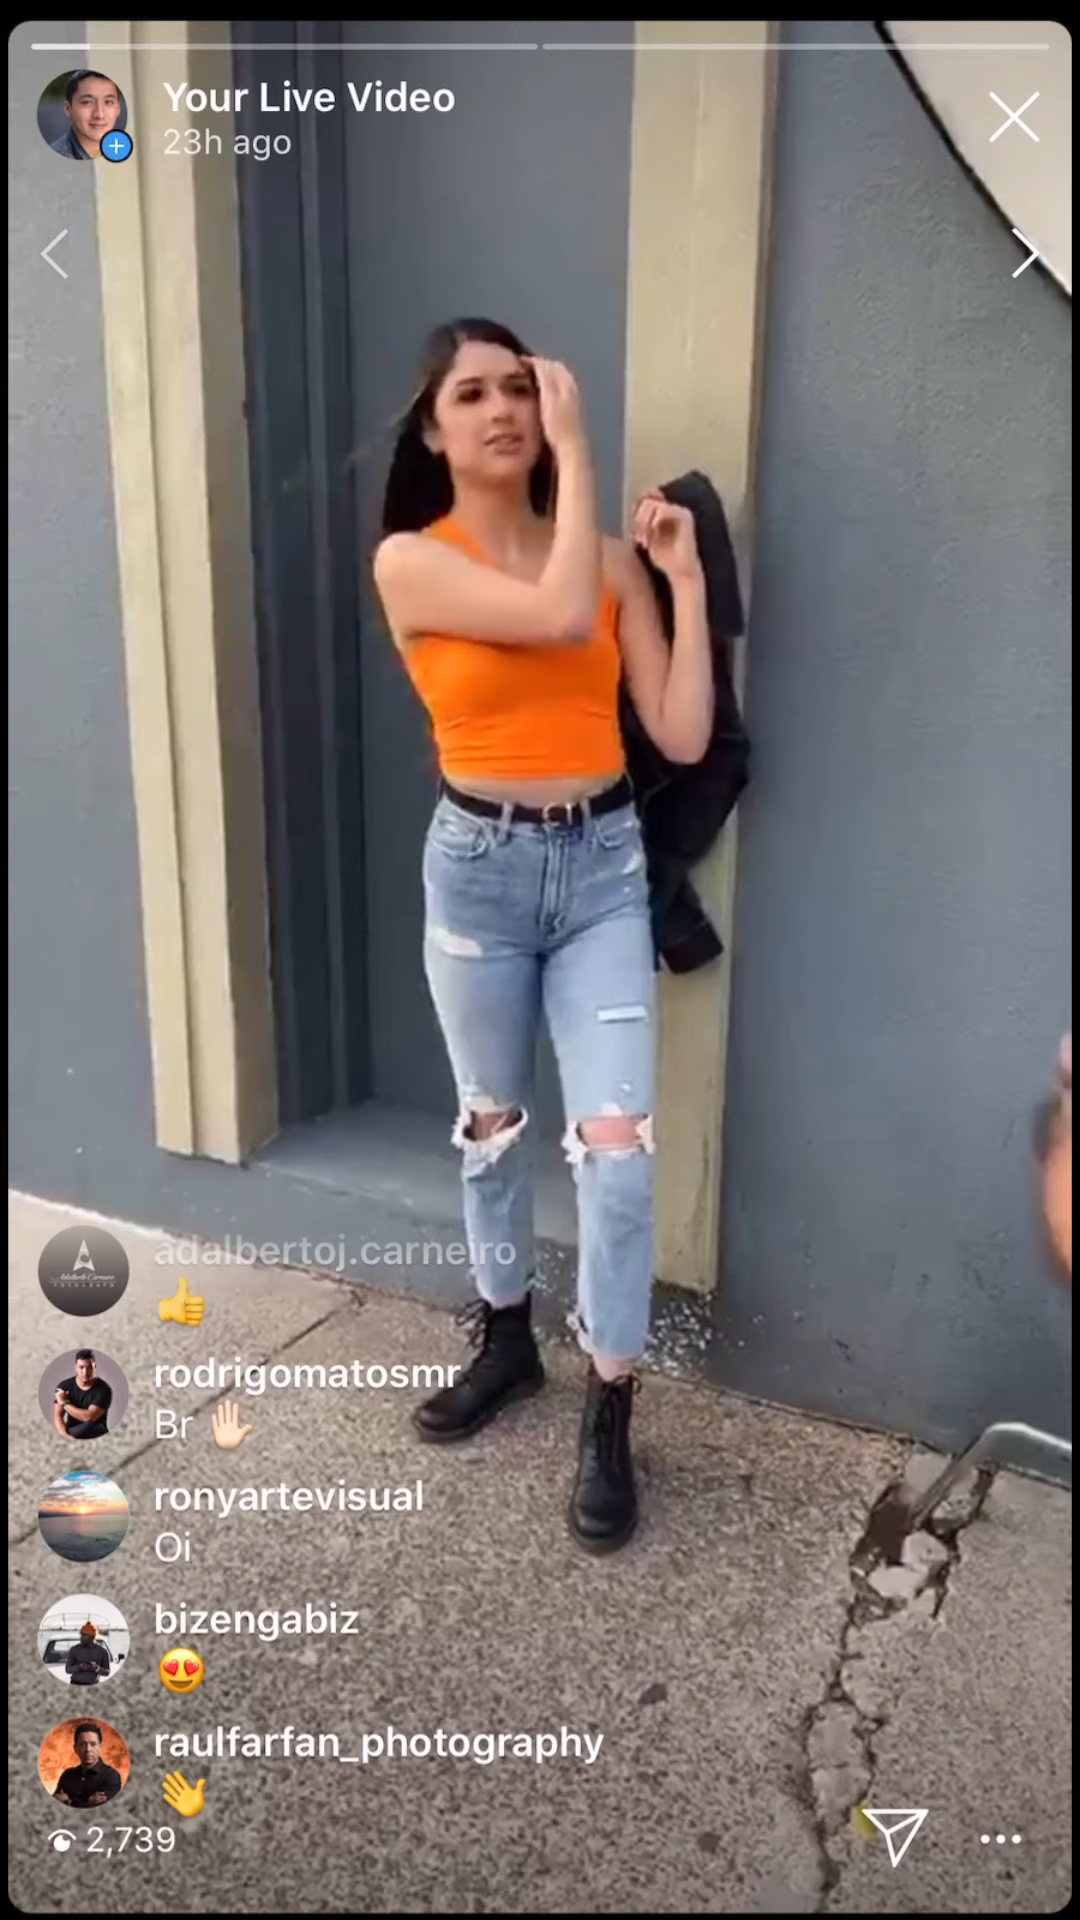 Your Live Video
23h ago
adalbertoj.carneiro
👍
rodrigomatosmr
Br 🖐🏻
ronyartevisual
Oi
bizengabiz
😍
raulfarfan_photography
👋
2,739